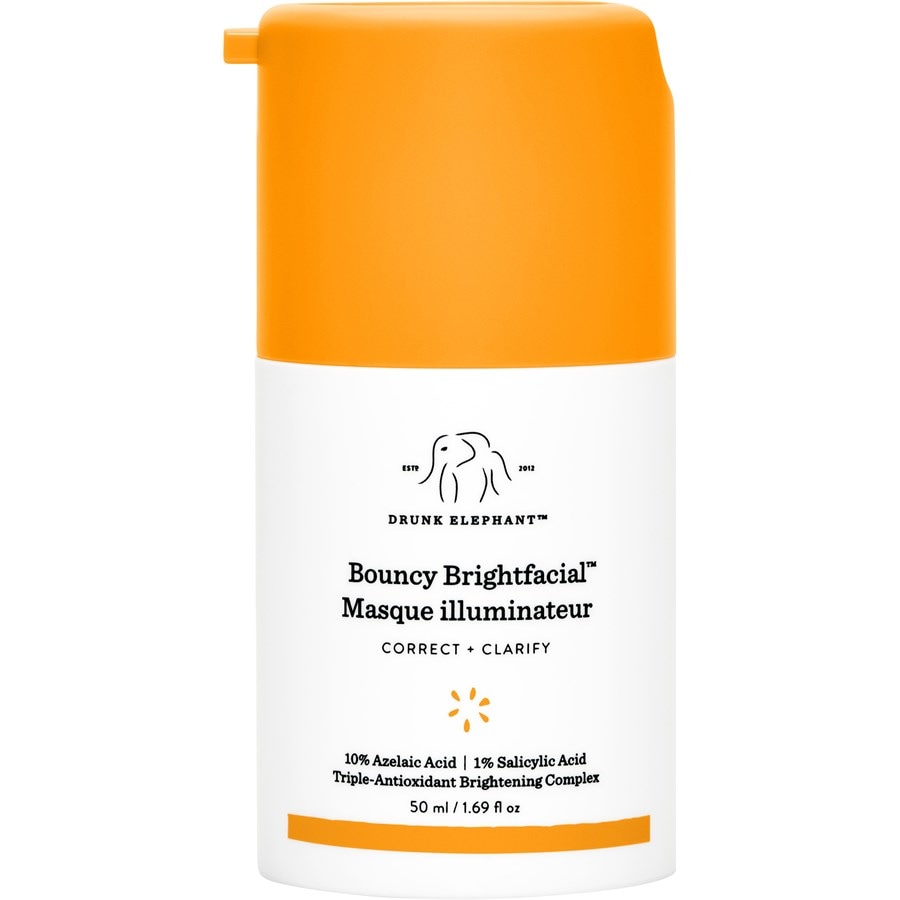 ESTD 2012
DRUNK ELEPHANT™
Bouncy Brightfacial™
Masque illuminateur
CORRECT + CLARIFY
10% Azelaic Acid | 1% Salicylic Acid
Triple-Antioxidant Brightening Complex
50 ml / 1.69 fl oz